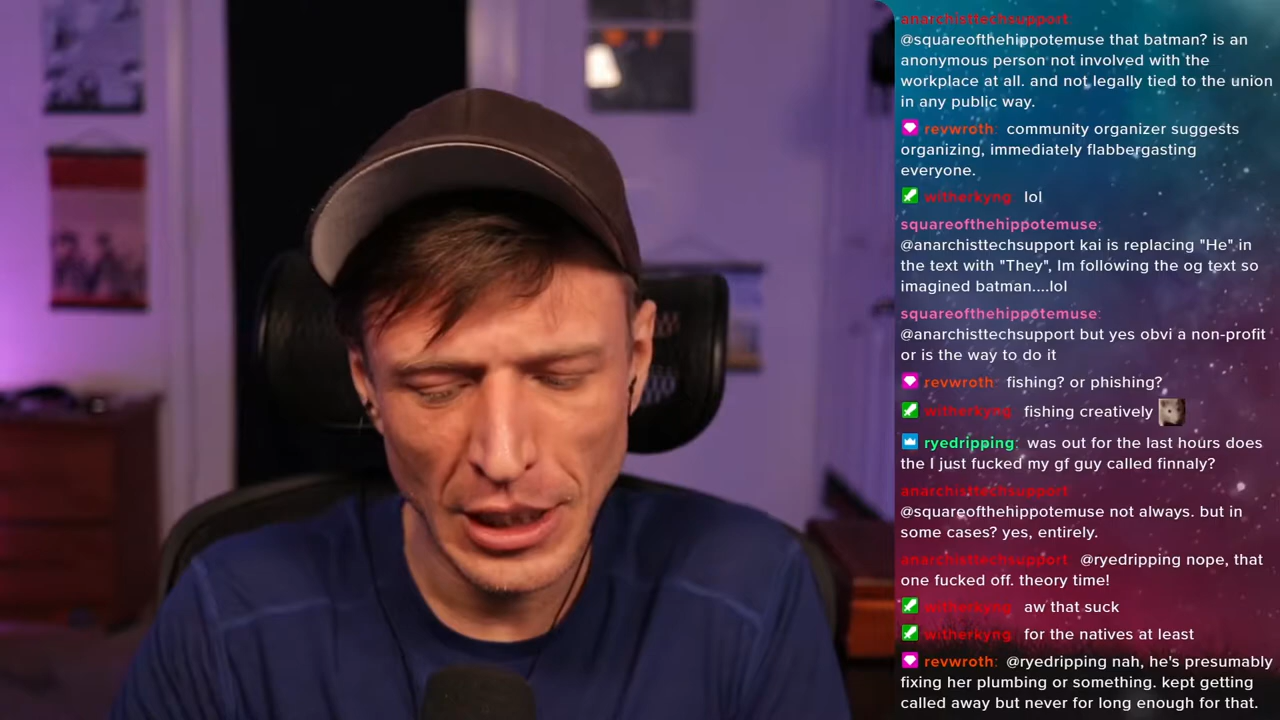 anarchisttechsupport:
@squareofthehippotemuse that batman? is an
anonymous person not involved with the
workplace at all. and not legally tied to the union
in any public way.
revwroth: community organizer suggests
organizing, immediately flabbergasting
everyone.
witherkyng: lol
squareofthehippotemuse:
@anarchisttechsupport kai is replacing "He" in
the text with "They", Im following the og text so
imagined batman....lol
squareofthehippotemuse:
@anarchisttechsupport but yes obvi a non-profit
or is the way to do it
revwroth: fishing? or phishing?
witherkyng: fishing creatively
ryedripping: was out for the last hours does
the I just fucked my gf guy called finnaly?
anarchisttechsupport:
@squareofthehippotemuse not always. but in
some cases? yes, entirely.
anarchisttechsupport: @ryedripping nope, that
one fucked off. theory time!
witherkyng: aw that suck
witherkyng: for the natives at least
revwroth: @ryedripping nah, he's presumably
fixing her plumbing or something. kept getting
called away but never for long enough for that.